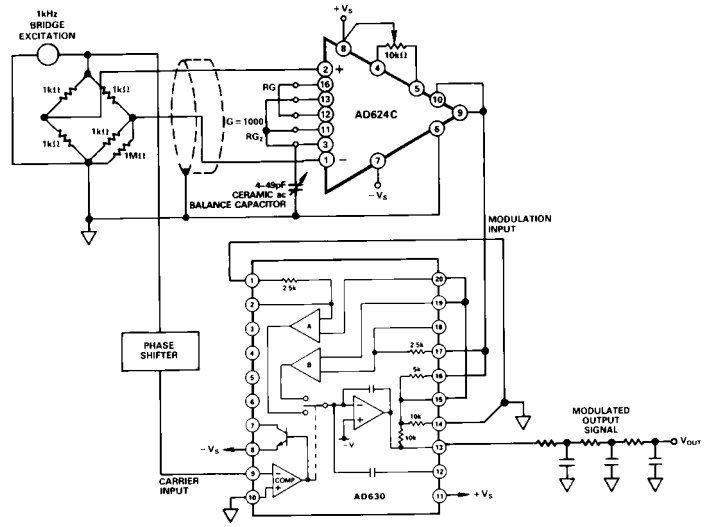 1kHz
BRIDGE
EXCITATION
+VS
8
10kΩ
4
5
10
9
6
AD624C
2
+
RG
16
13
12
G = 1000
11
RG2
3
1
−
7
−VS
1kΩ
1kΩ
1kΩ
1kΩ
1MΩ
4–49pF
CERAMIC ac
BALANCE CAPACITOR
MODULATION
INPUT
PHASE
SHIFTER
1
2 5k
2
3
4
5
6
7
−VS
8
9
10
CARRIER
INPUT
A
B
−
+
−V
−
+
COMP
20
19
18
2 5k
17
5k
16
15
10k
14
10k
13
12
11
+VS
AD630
MODULATED
OUTPUT
SIGNAL
VOUT